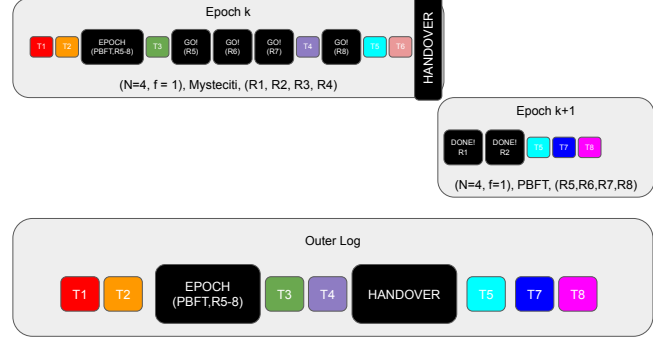 Epoch k
T1
T2
EPOCH
(PBFT,R5-8)
T3
GO!
(R5)
GO!
(R6)
GO!
(R7)
T4
GO!
(R8)
T5
T6
HANDOVER
(N=4, f = 1), Mysteciti, (R1, R2, R3, R4)
Epoch k+1
DONE!
R1
DONE!
R2
T5
T7
T8
(N=4, f=1), PBFT, (R5,R6,R7,R8)
Outer Log
T1
T2
EPOCH
(PBFT,R5-8)
T3
T4
HANDOVER
T5
T7
T8